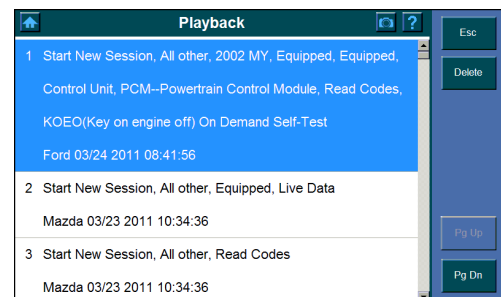 Playback
?
Esc
Delete
1 Start New Session, All other, 2002 MY, Equipped, Equipped,
Control Unit, PCM--Powertrain Control Module, Read Codes,
KOEO(Key on engine off) On Demand Self-Test
Ford 03/24 2011 08:41:56
2 Start New Session, All other, Equipped, Live Data
Mazda 03/23 2011 10:34:36
3 Start New Session, All other, Read Codes
Mazda 03/23 2011 10:34:36
Pg Up
Pg Dn